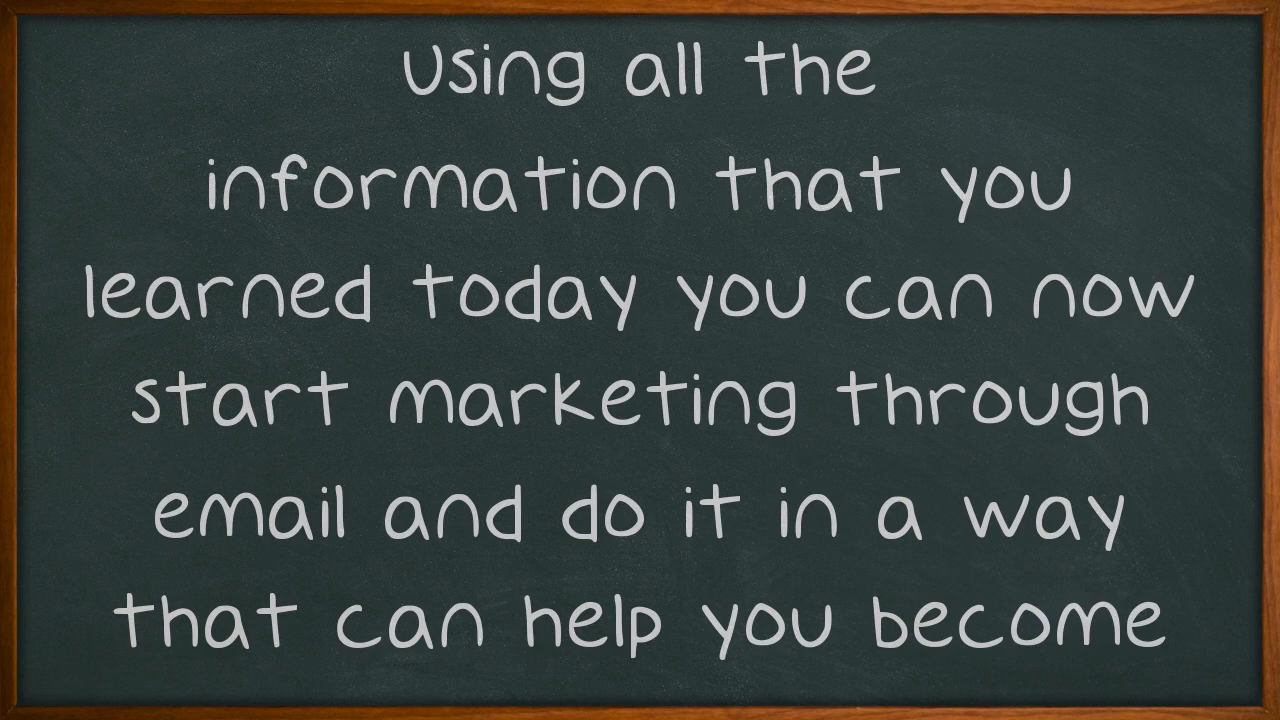 Using all the
information that you
learned today you can now
start marketing through
email and do it in a way
that can help you become